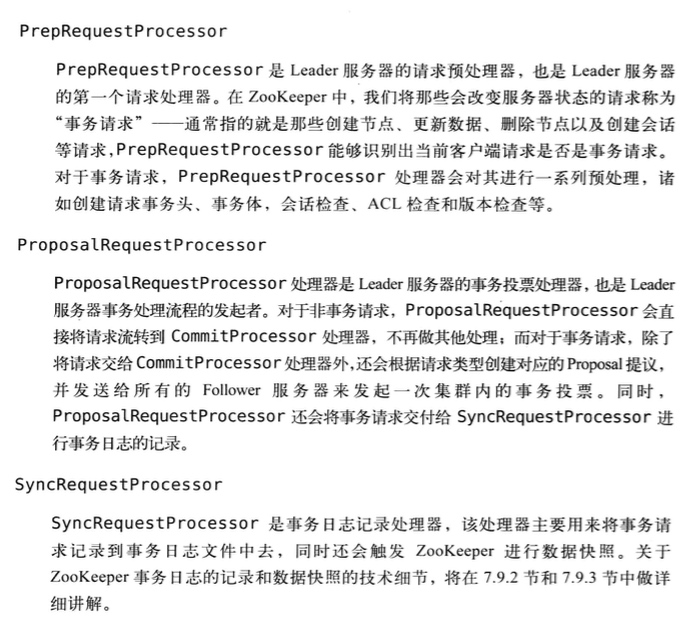 PrepRequestProcessor
PrepRequestProcessor 是 Leader 服务器的请求预处理器，也是 Leader 服务器
的第一个请求处理器。在 ZooKeeper 中，我们将那些会改变服务器状态的请求称为
“事务请求”——通常指的就是那些创建节点、更新数据、删除节点以及创建会话
等请求，PrepRequestProcessor 能够识别出当前客户端请求是否是事务请求。
对于事务请求，PrepRequestProcessor 处理器会对其进行一系列预处理，诸
如创建请求事务头、事务体，会话检查、ACL 检查和版本检查等。
ProposalRequestProcessor
ProposalRequestProcessor 处理器是 Leader 服务器的事务投票处理器，也是 Leader
服务器事务处理流程的发起者。对于非事务请求，ProposalRequestProcessor 会直
接将请求流转到 CommitProcessor 处理器，不再做其他处理；而对于事务请求，除了
将请求交给 CommitProcessor 处理器外，还会根据请求类型创建对应的 Proposal 提议，
并发送给所有的 Follower 服务器来发起一次集群内的事务投票。同时，
ProposalRequestProcessor 还会将事务请求交付给 SyncRequestProcessor 进
行事务日志的记录。
SyncRequestProcessor
SyncRequestProcessor 是事务日志记录处理器，该处理器主要用来将事务请
求记录到事务日志文件中去，同时还会触发 ZooKeeper 进行数据快照。关于
ZooKeeper 事务日志的记录和数据快照的技术细节，将在 7.9.2 节和 7.9.3 节中做详
细讲解。